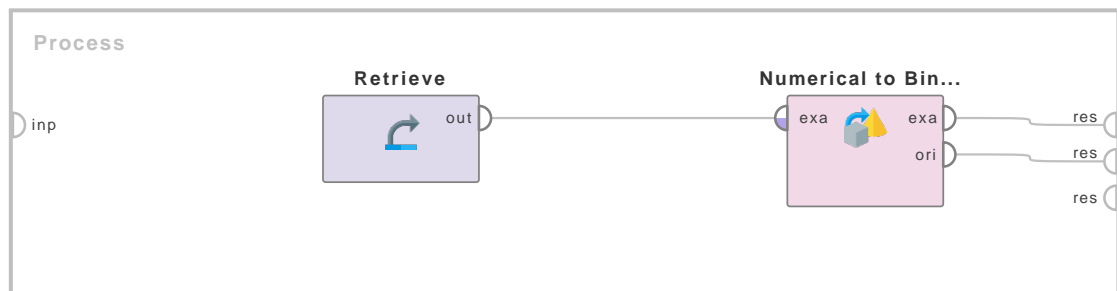 Process
Retrieve
Numerical to Bin...
inp
out
exa
exa
res
ori
res
res